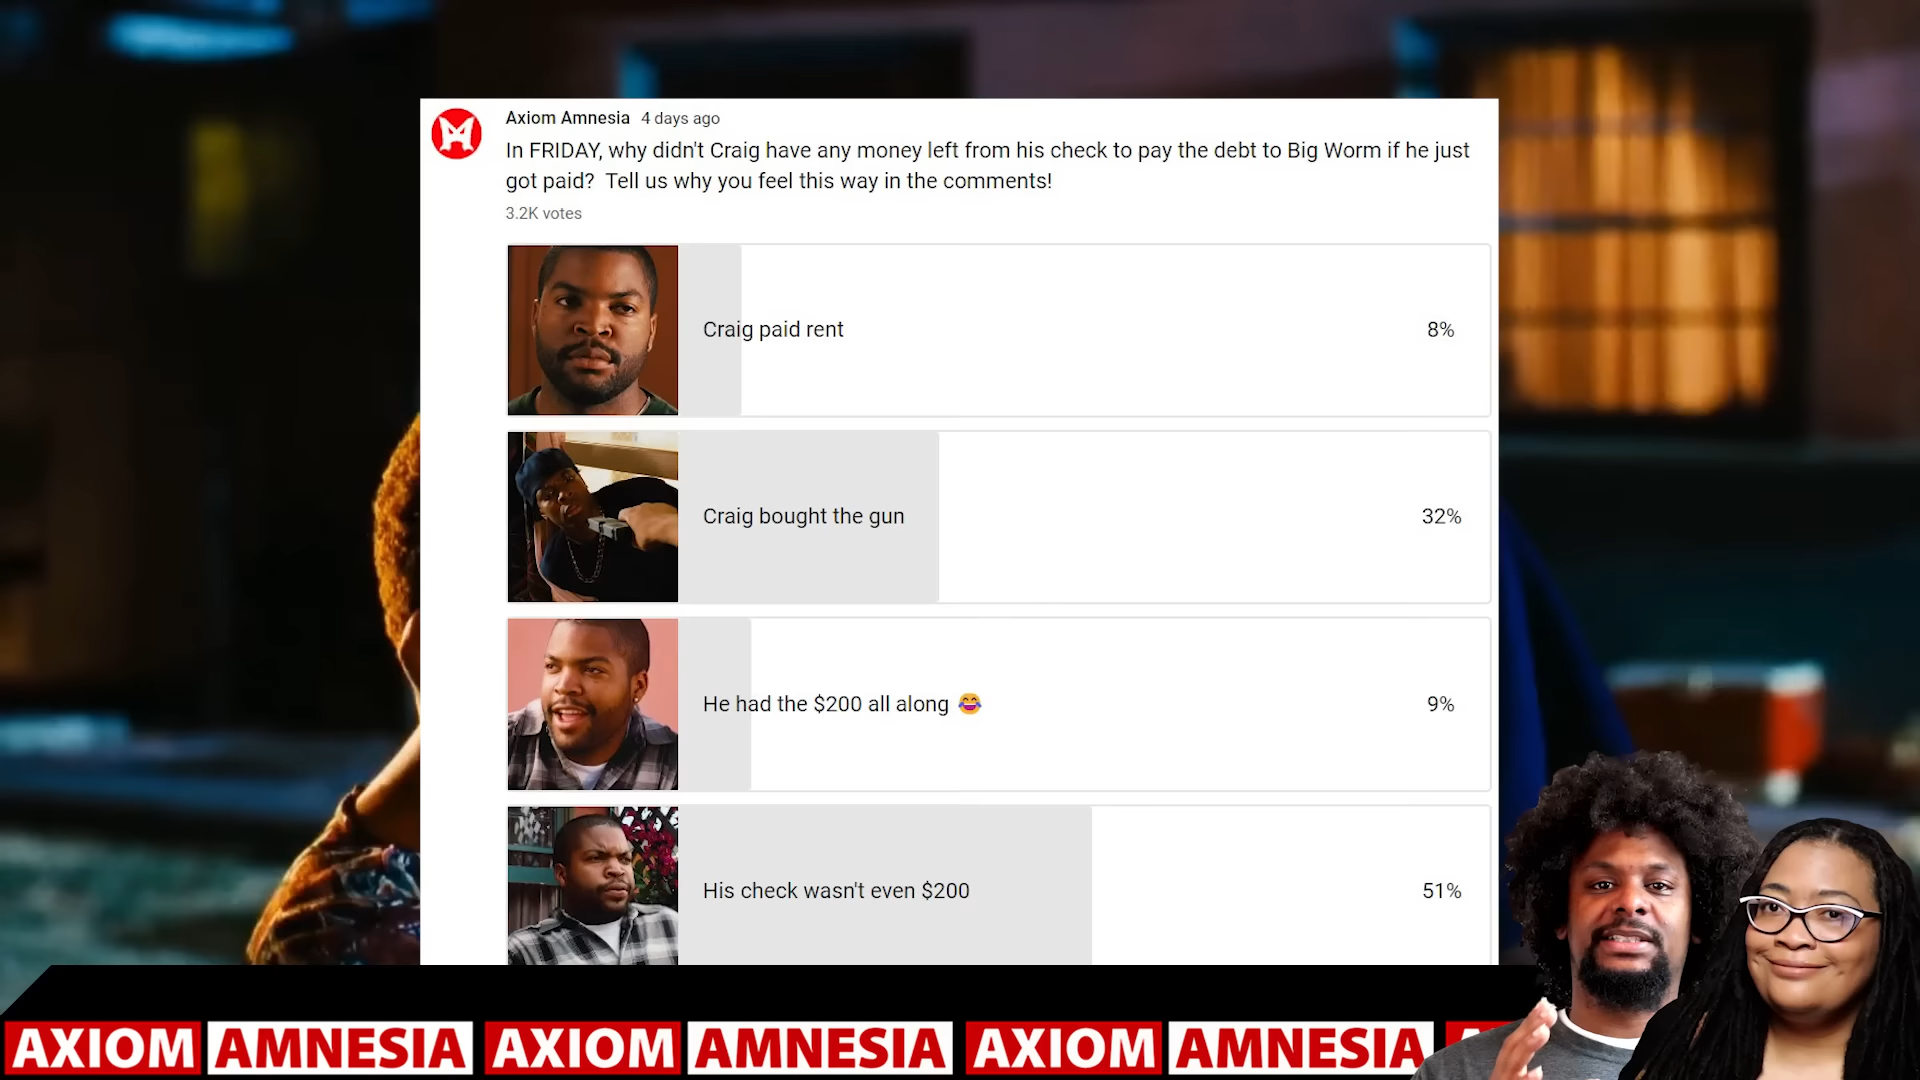 Axiom Amnesia 4 days ago
In FRIDAY, why didn't Craig have any money left from his check to pay the debt to Big Worm if he just
got paid? Tell us why you feel this way in the comments!
3.2K votes
Craig paid rent 8%
Craig bought the gun 32%
He had the $200 all along 😂 9%
His check wasn't even $200 51%
AXIOM AMNESIA AXIOM AMNESIA AXIOM AMNESIA